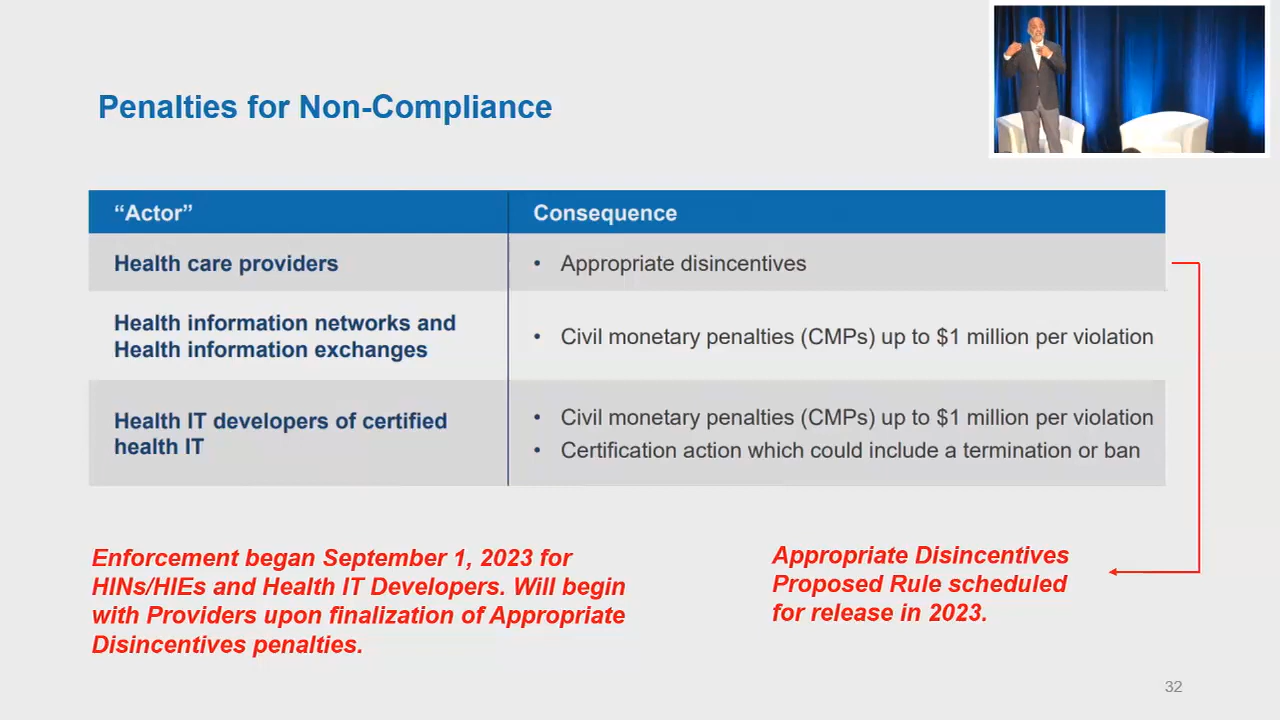 Penalties for Non-Compliance
“Actor”
Consequence
Health care providers
• Appropriate disincentives
Health information networks and
Health information exchanges
• Civil monetary penalties (CMPs) up to $1 million per violation
Health IT developers of certified
health IT
• Civil monetary penalties (CMPs) up to $1 million per violation
• Certification action which could include a termination or ban
Enforcement began September 1, 2023 for
HINs/HIEs and Health IT Developers. Will begin
with Providers upon finalization of Appropriate
Disincentives penalties.
Appropriate Disincentives
Proposed Rule scheduled
for release in 2023.
32